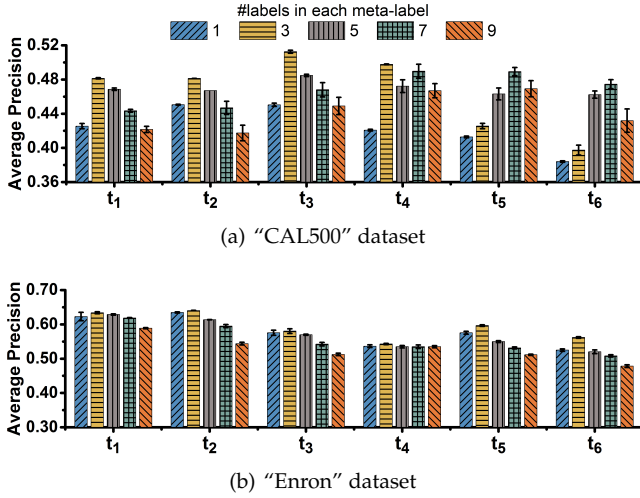 #labels in each meta-label
1 3 5 7 9
Average Precision
0.52
0.48
0.44
0.40
0.36
t1 t2 t3 t4 t5 t6
(a) “CAL500” dataset
Average Precision
0.70
0.60
0.50
0.40
0.30
t1 t2 t3 t4 t5 t6
(b) “Enron” dataset